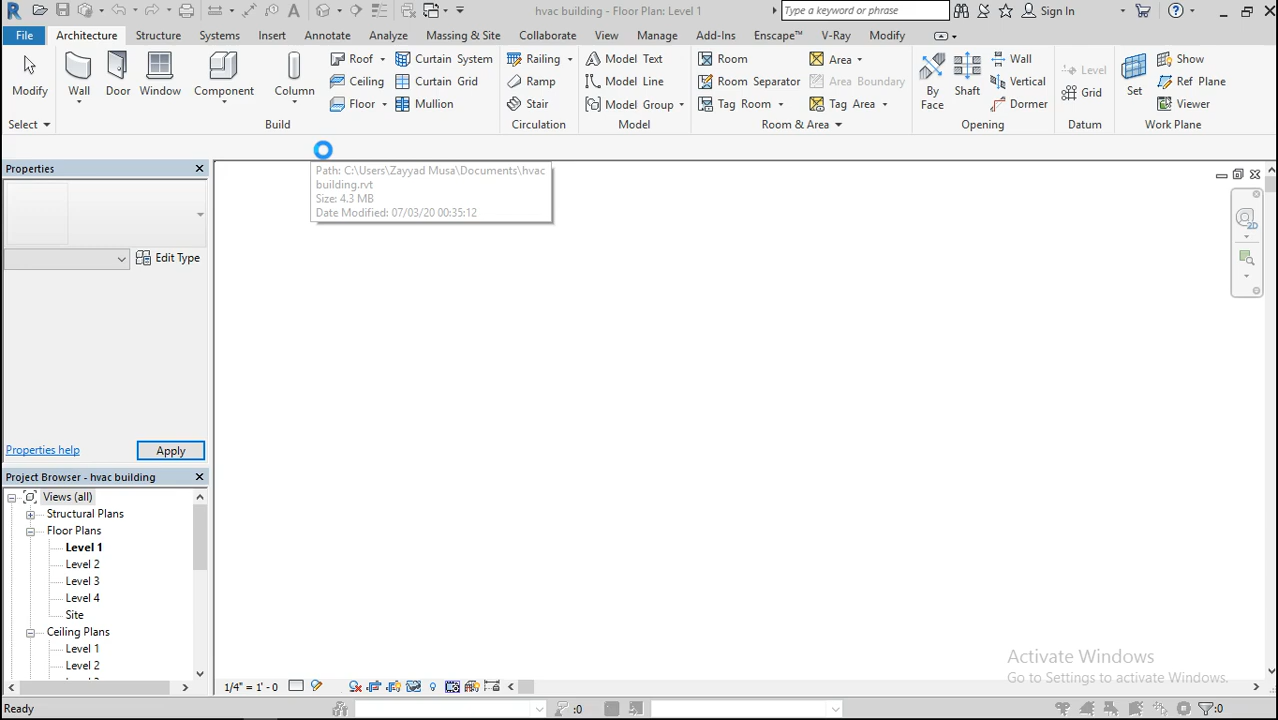 hvac building - Floor Plan: Level 1
Type a keyword or phrase
Sign In
File Architecture Structure Systems Insert Annotate Analyze Massing & Site Collaborate View Manage Add-Ins Enscape™ V-Ray Modify
Modify Wall Door Window Component Column
Roof Curtain System Railing Model Text Room Area Wall Show
Ceiling Curtain Grid Ramp Model Line Room Separator Area Boundary Vertical Level Ref Plane
Floor Mullion Stair Model Group Tag Room Tag Area Dormer Grid Viewer
By Face Shaft Set
Select Build Circulation Model Room & Area Opening Datum Work Plane
Properties
Path: C:\Users\Zayyad Musa\Documents\hvac
building.rvt
Size: 4.3 MB
Date Modified: 07/03/20 00:35:12
2D
Edit Type
Properties help Apply
Project Browser - hvac building
Views (all)
Structural Plans
Floor Plans
Level 1
Level 2
Level 3
Level 4
Site
Ceiling Plans
Level 1
Level 2
Activate Windows
Go to Settings to activate Windows.
1/4" = 1'-0
Ready :0 :0